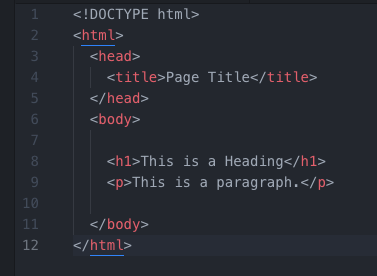 1 <!DOCTYPE html>
2 <html>
3 <head>
4 <title>Page Title</title>
5 </head>
6 <body>
7
8 <h1>This is a Heading</h1>
9 <p>This is a paragraph.</p>
10
11 </body>
12 </html>